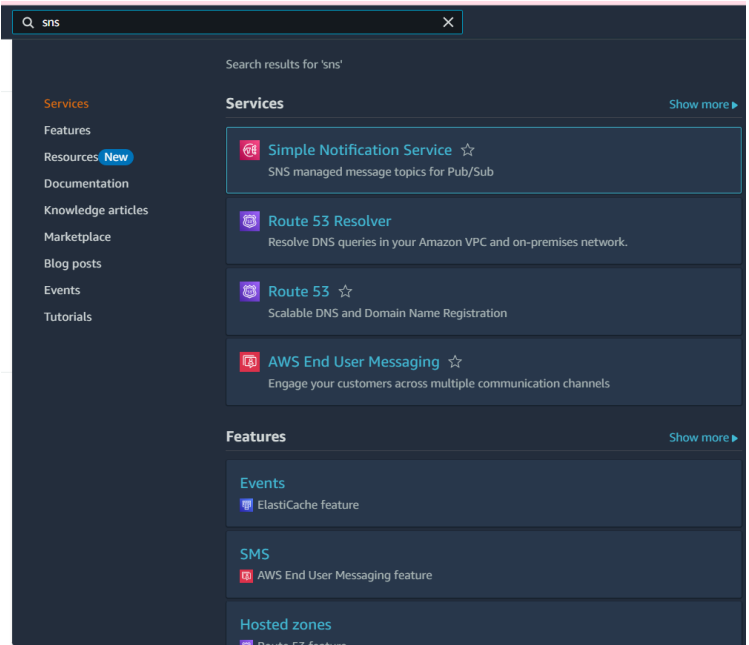 sns
Search results for 'sns'
Services
Features
Resources New
Documentation
Knowledge articles
Marketplace
Blog posts
Events
Tutorials
Services
Show more
Simple Notification Service
SNS managed message topics for Pub/Sub
Route 53 Resolver
Resolve DNS queries in your Amazon VPC and on-premises network.
Route 53
Scalable DNS and Domain Name Registration
AWS End User Messaging
Engage your customers across multiple communication channels
Features
Show more
Events
ElastiCache feature
SMS
AWS End User Messaging feature
Hosted zones
Route 53 feature